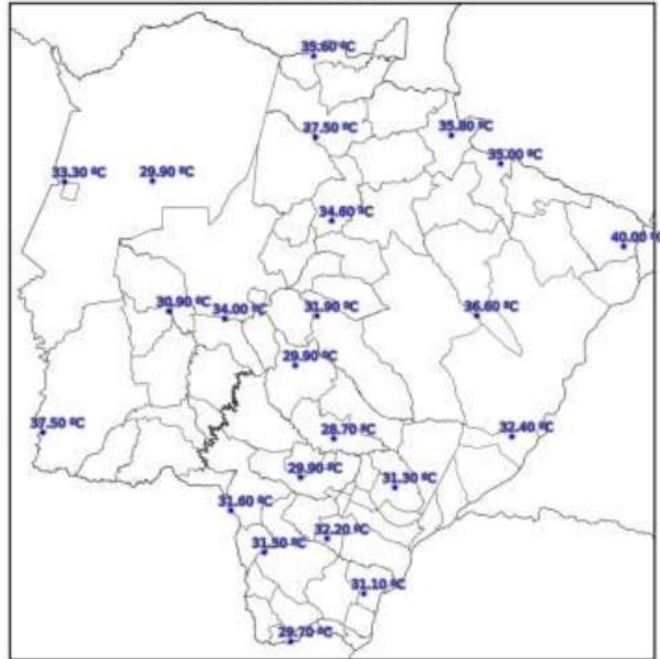 35.60 ºC
37.50 ºC
35.80 ºC
35.00 ºC
33.30 ºC
29.90 ºC
34.60 ºC
40.00 ºC
30.90 ºC
34.00 ºC
31.90 ºC
36.60 ºC
29.90 ºC
37.50 ºC
28.70 ºC
32.40 ºC
29.90 ºC
31.30 ºC
31.60 ºC
32.20 ºC
31.50 ºC
31.10 ºC
29.70 ºC